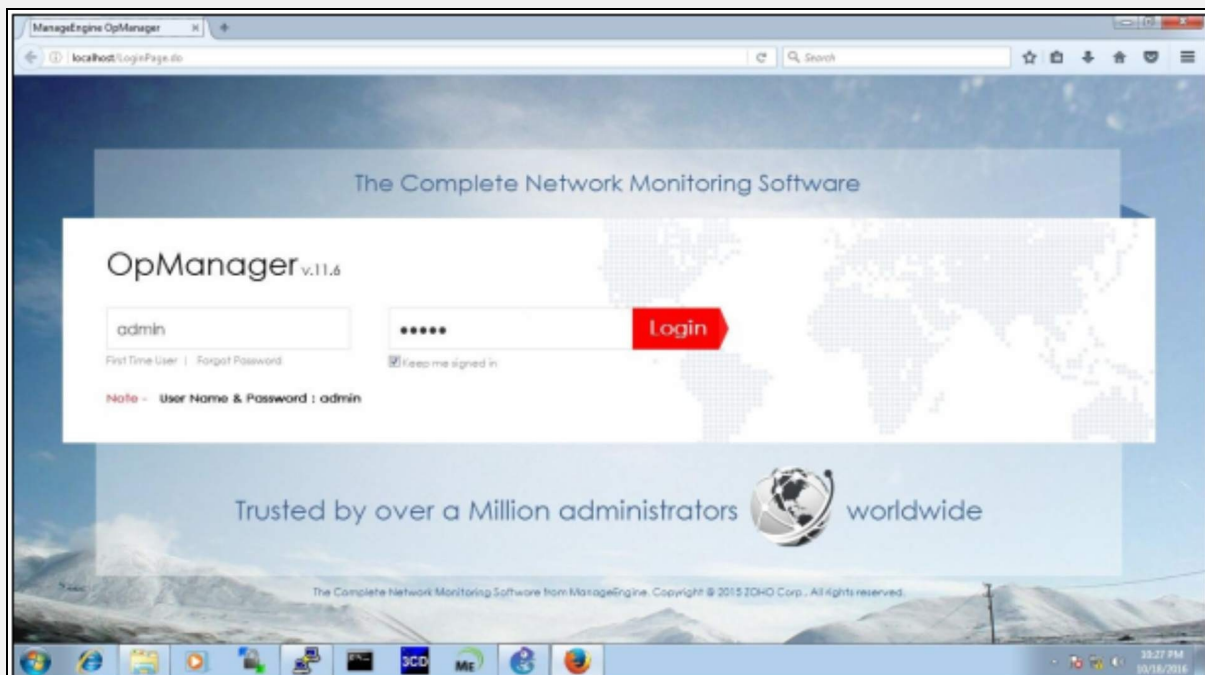 ManageEngine OpManager
localhost/LoginPage.do
Search
The Complete Network Monitoring Software
OpManager v.11.6
admin
••••• Login
First Time User | Forgot Password
Keep me signed in
Note - User Name & Password : admin
Trusted by over a Million administrators worldwide
The Complete Network Monitoring Software from ManageEngine. Copyright @ 2015 ZOHO Corp., All rights reserved.
3CD
ME
10:27 PM
10/18/2016